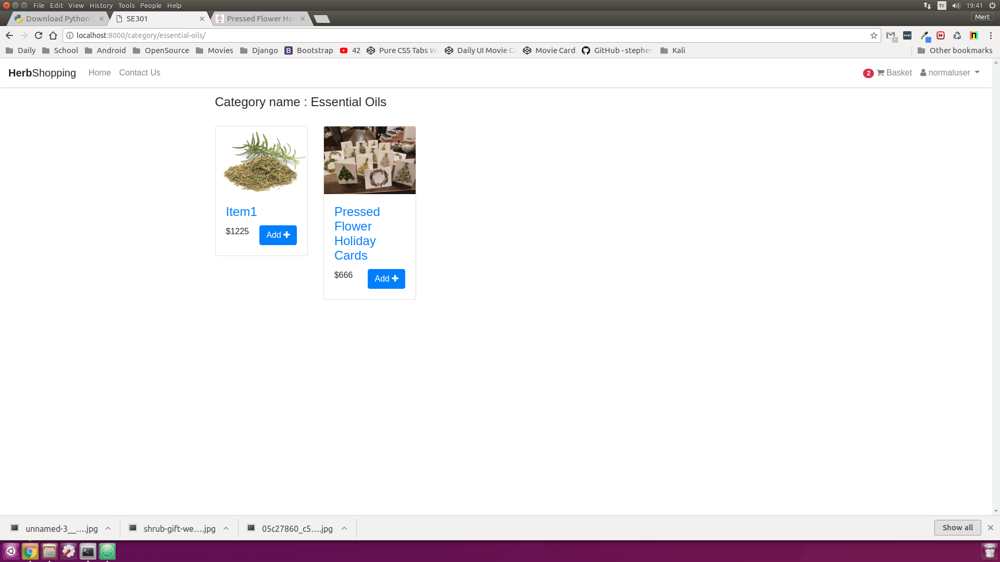 File Edit View History Tools People Help
Tr 19:41
Download Python
SE301
Pressed Flower Hol
Mert
localhost:8000/category/essential-oils/
Daily School Android OpenSource Movies Django Bootstrap 42 Pure CSS Tabs W Daily UI Movie Ca Movie Card GitHub - stephen Kali Other bookmarks
HerbShopping Home Contact Us 2 Basket normaluser
Category name : Essential Oils
Item1
$1225 Add
Pressed
Flower
Holiday
Cards
$666 Add
unnamed-3__....jpg shrub-gift-we....jpg 05c27860_c5....jpg Show all